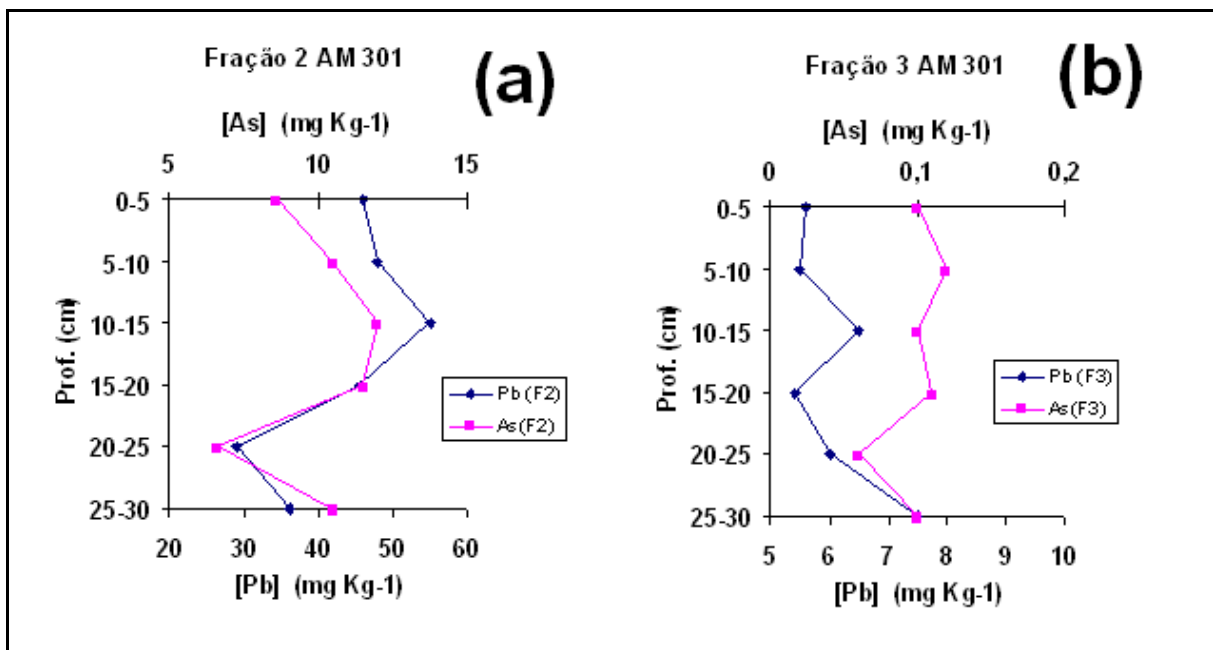 Fração 2 AM 301
(a)
[As] (mg Kg-1)
5 10 15
Prof. (cm)
0-5
5-10
10-15
15-20
20-25
25-30
Pb (F2)
As (F2)
20 30 40 50 60
[Pb] (mg Kg-1)
Fração 3 AM 301
(b)
[As] (mg Kg-1)
0 0,1 0,2
Prof. (cm)
0-5
5-10
10-15
15-20
20-25
25-30
Pb (F3)
As (F3)
5 6 7 8 9 10
[Pb] (mg Kg-1)